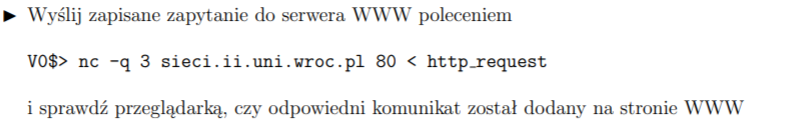 ▶ Wyślij zapisane zapytanie do serwera WWW poleceniem
V0$> nc -q 3 sieci.ii.uni.wroc.pl 80 < http_request
i sprawdź przeglądarką, czy odpowiedni komunikat został dodany na stronie WWW